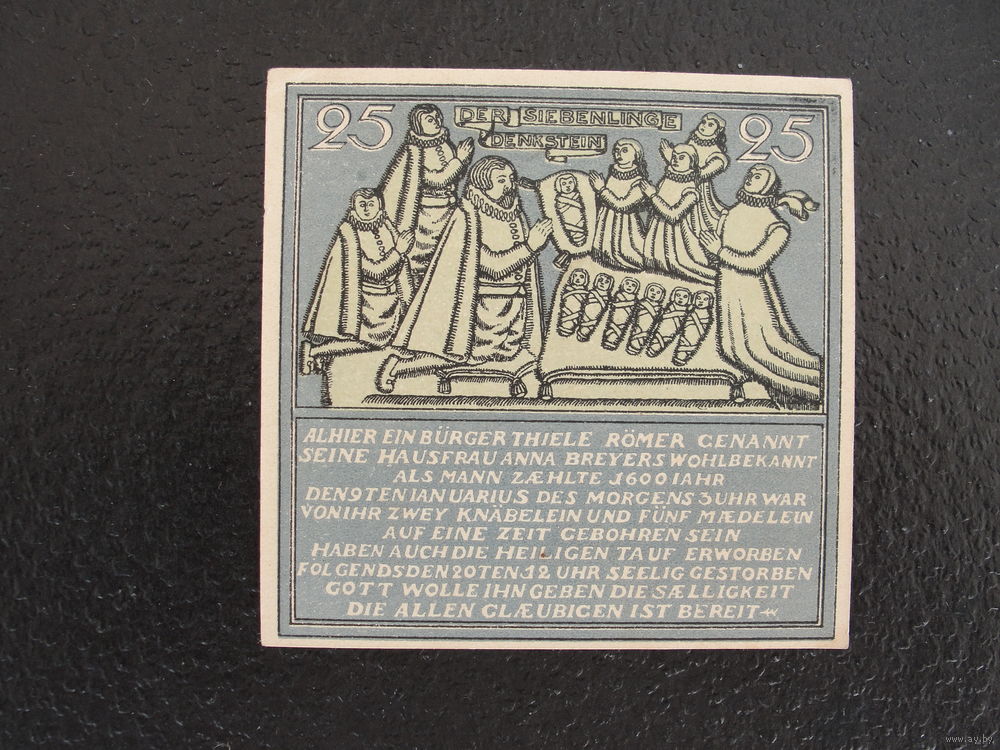 25 DER SIEBENLINGE 25
DENKSTEIN
ALHIER EIN BÜRGER THIELE RÖMER GENANNT
SEINE HAUSFRAU ANNA BREYERS WOHLBEKANNT
ALS MANN ZÆHLTE 1600 IAHR
DEN 9TEN IANUARIUS DES MORGENS 3 UHR WAR
VON IHR ZWEY KNÄBELEIN UND FÜNF MÆDELEIN
AUF EINE ZEIT GEBOHREN SEIN
HABEN AUCH DIE HEILIGEN TAUF ERWORBEN
FOLGENDS DEN 20TEN 12 UHR SEELIG GESTORBEN
GOTT WOLLE IHN GEBEN DIE SÆLLIGKEIT
DIE ALLEN GLÆUBIGEN IST BEREIT
www.ay.by